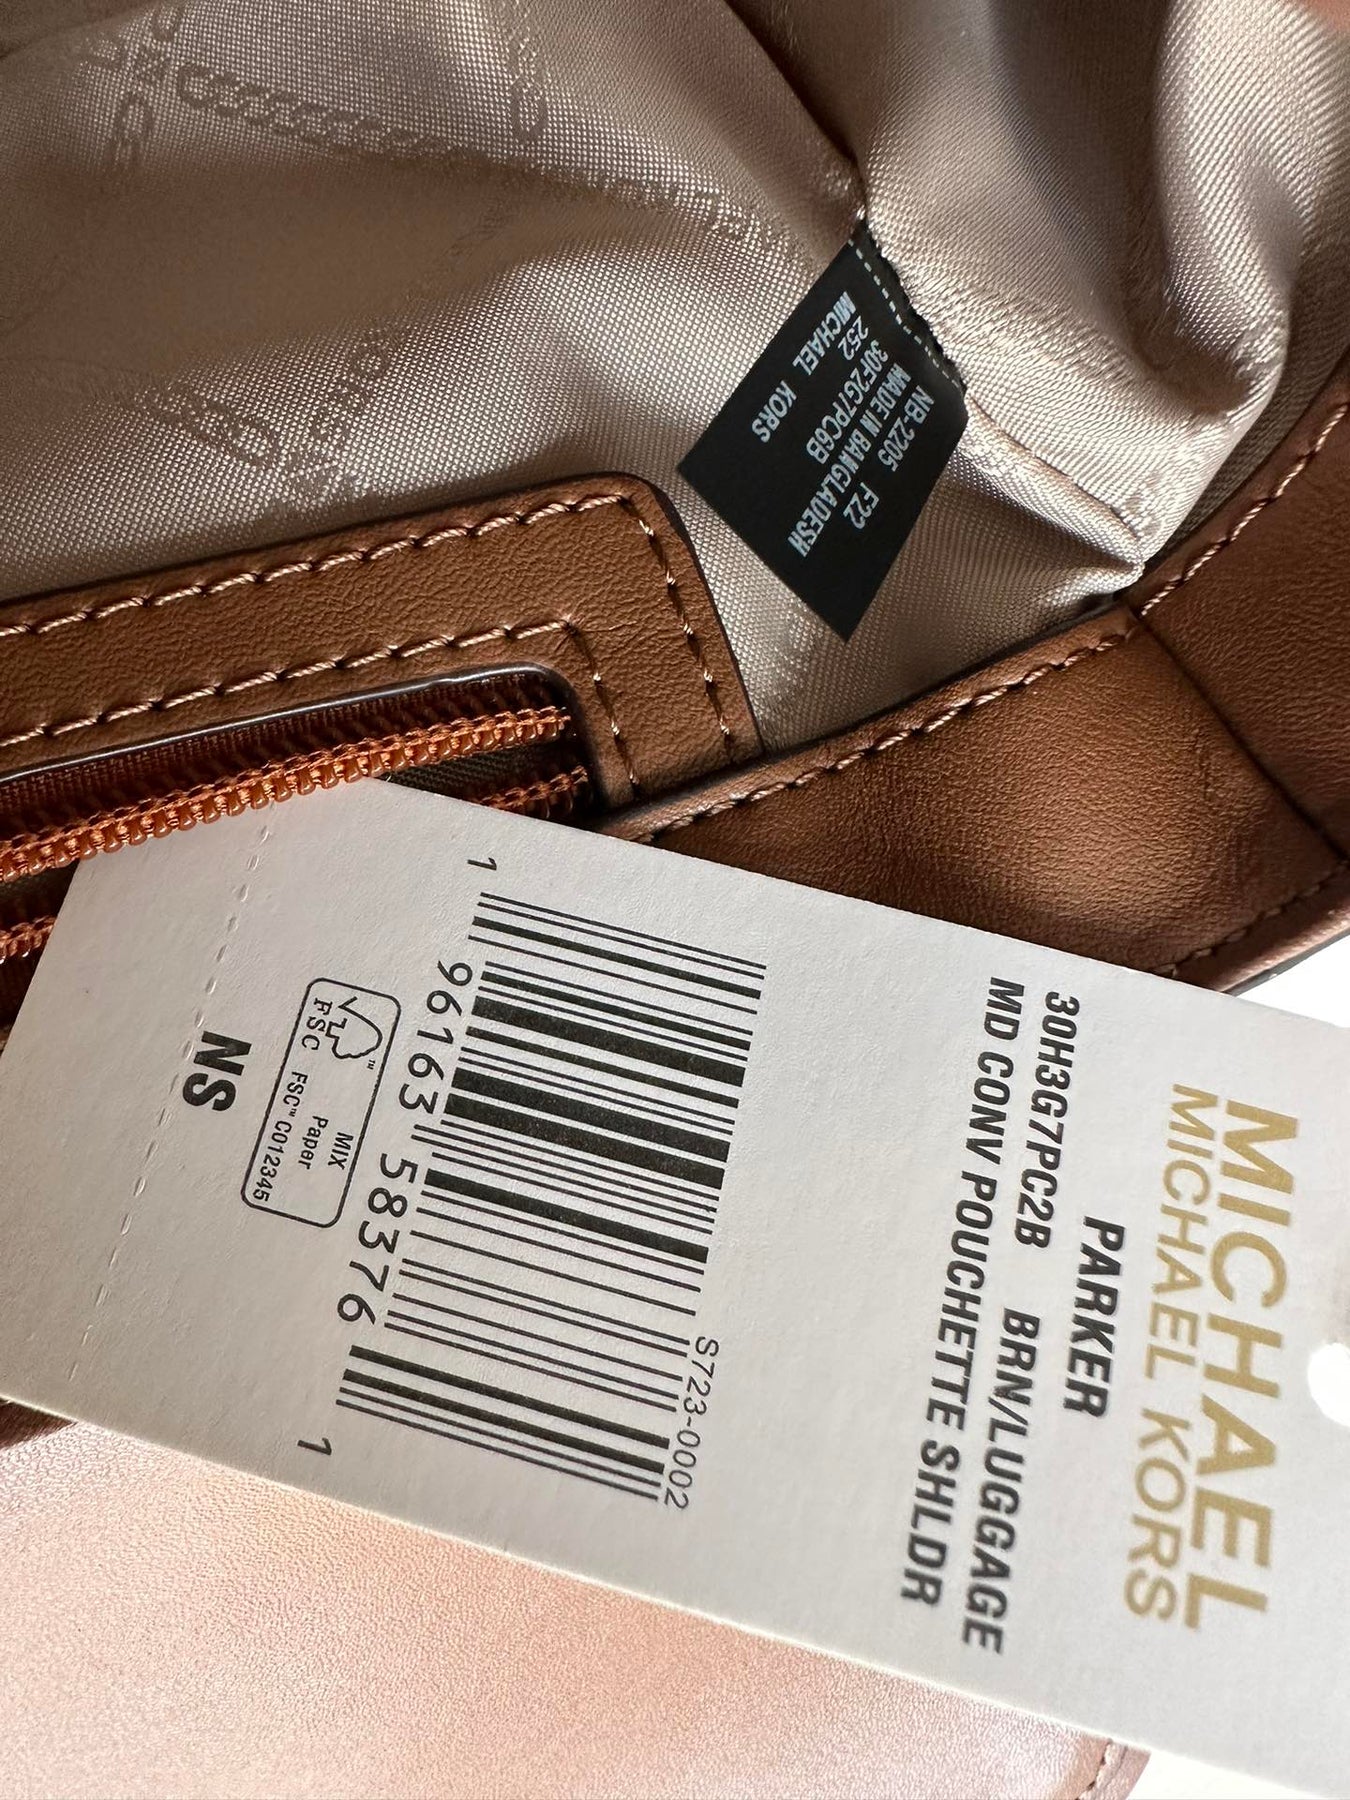 MICHAEL KORS
252
30F2G7PC6B
MADE IN BANGLADESH
NB-2205 F22
MICHAEL
MICHAEL KORS
PARKER
30H3G7PC2B BRN/LUGGAGE
MD CONV POUCHETTE SHLDR
S723-0002
1 96163 58376 1
FSC
MIX
Paper
FSC™ C012345
NS